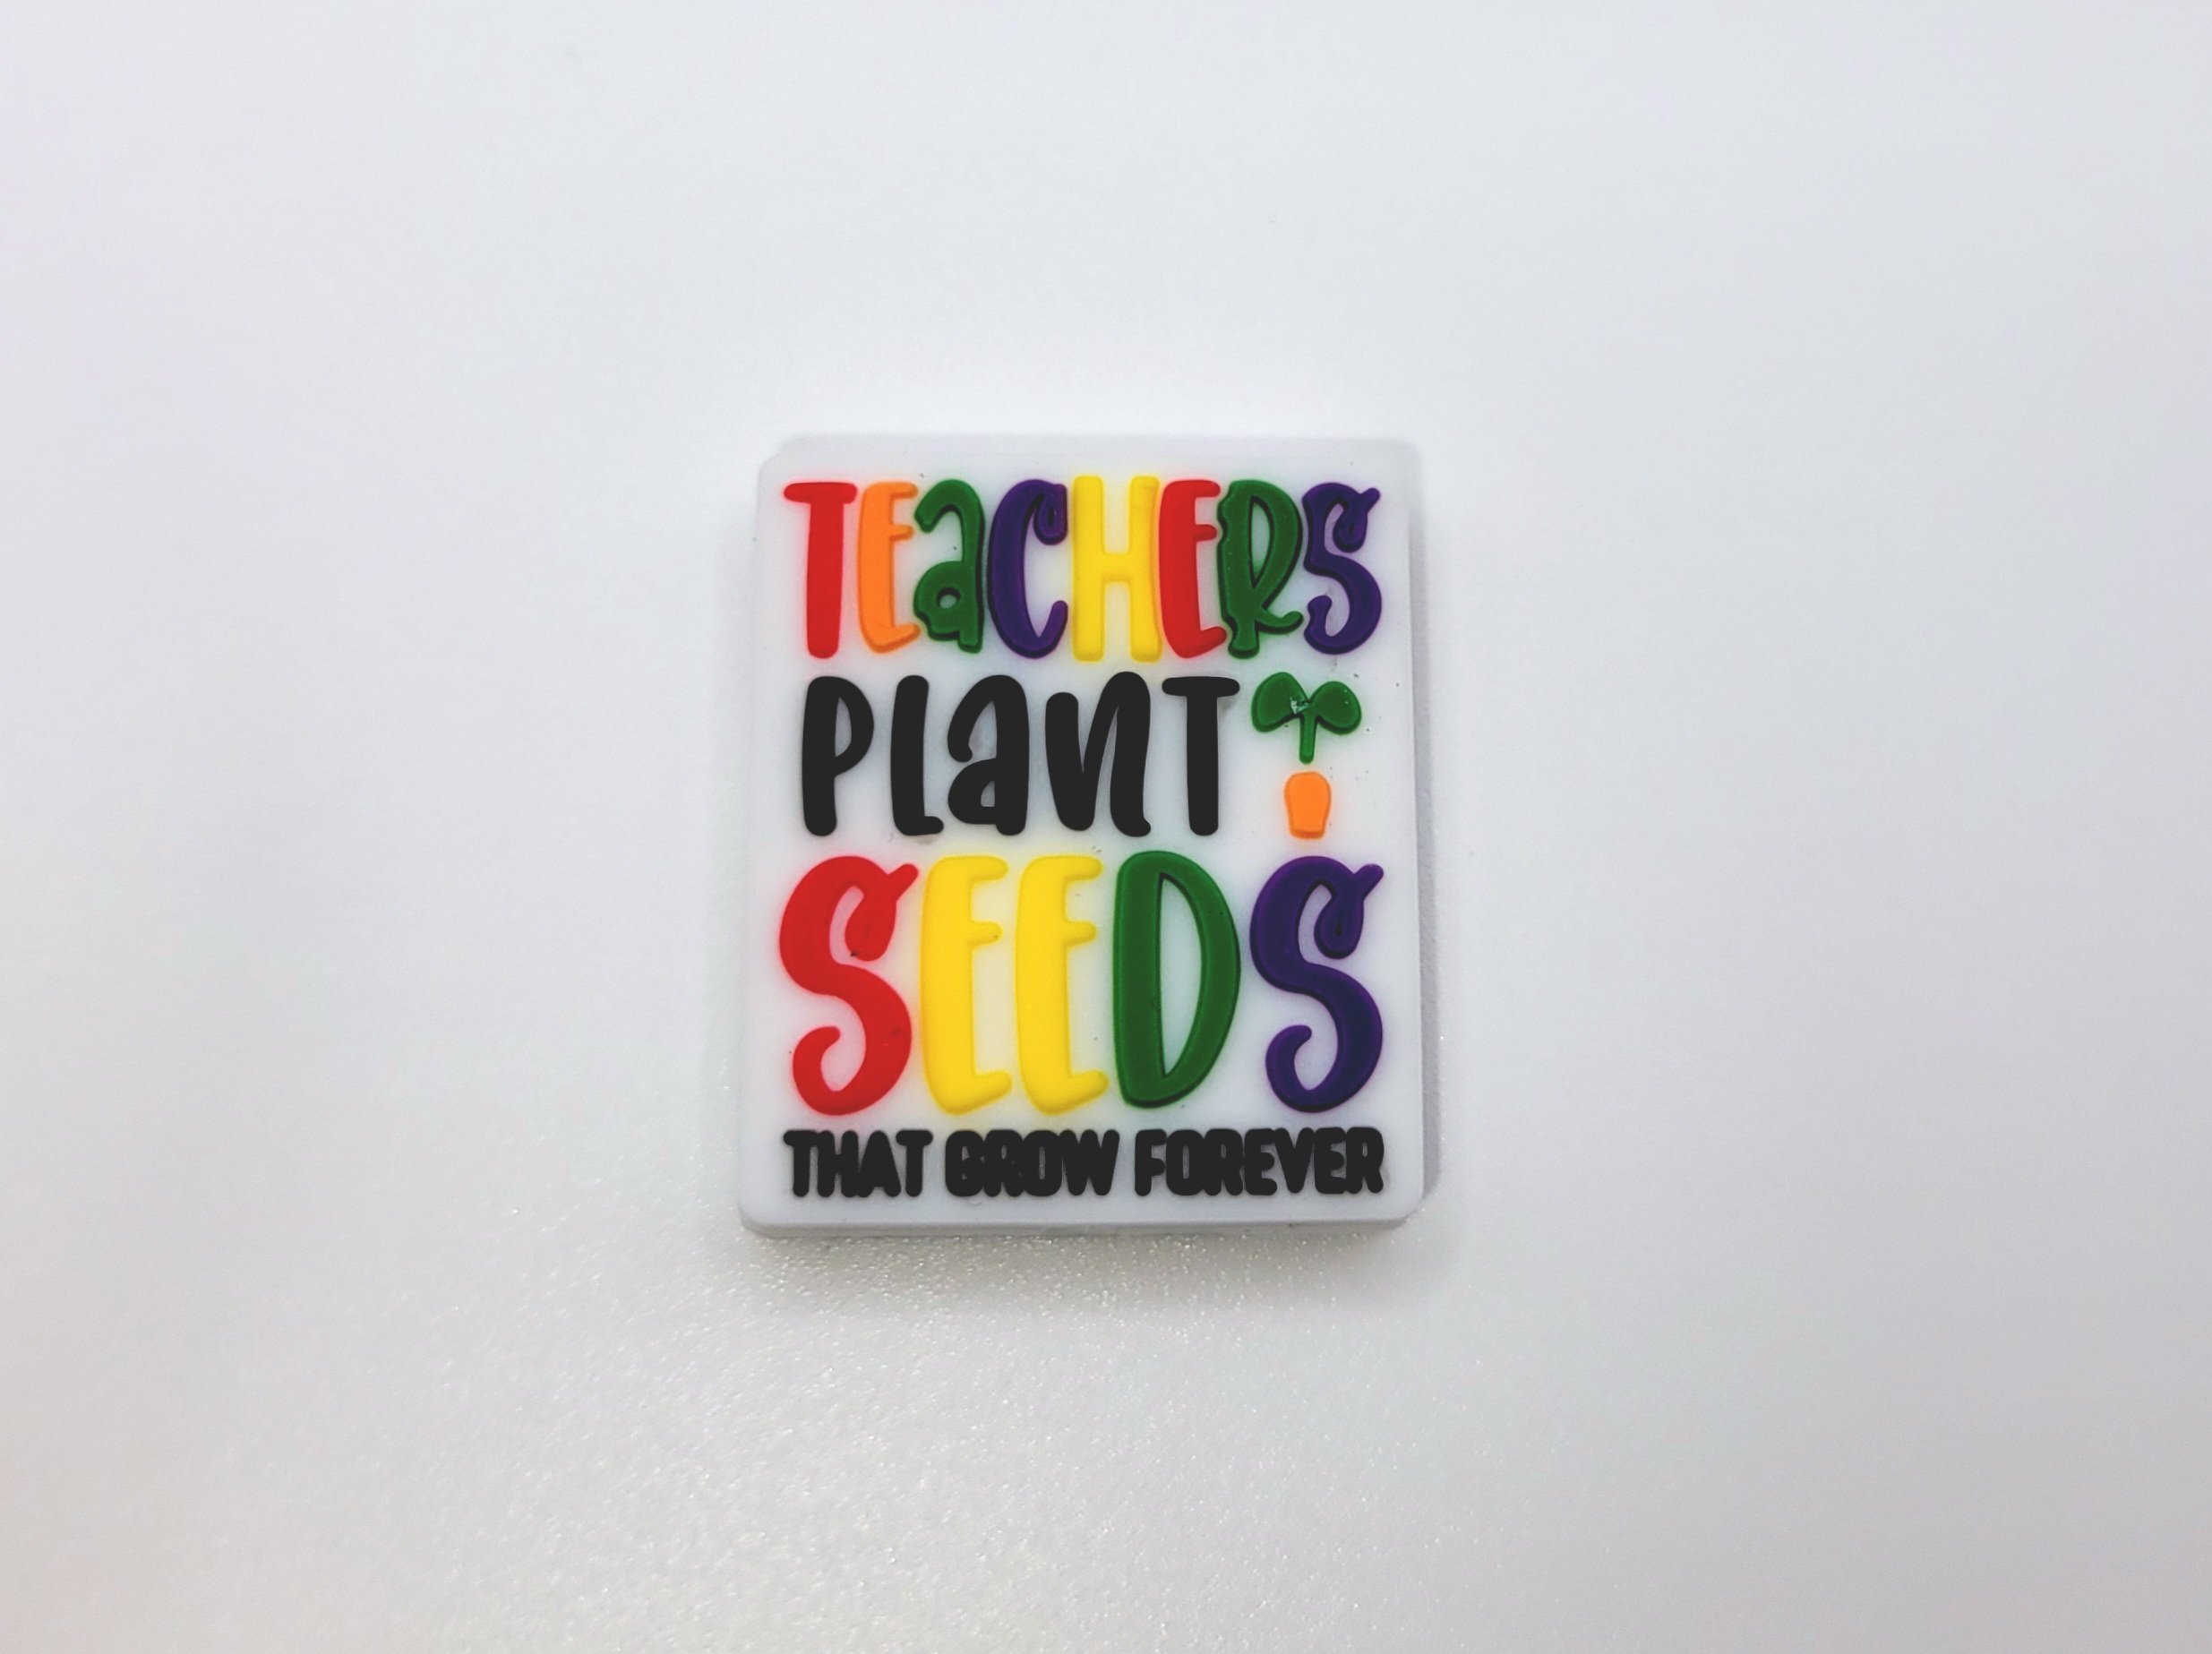 TEaCHERS
PLanT
SEEDS
THAT GROW FOREVER